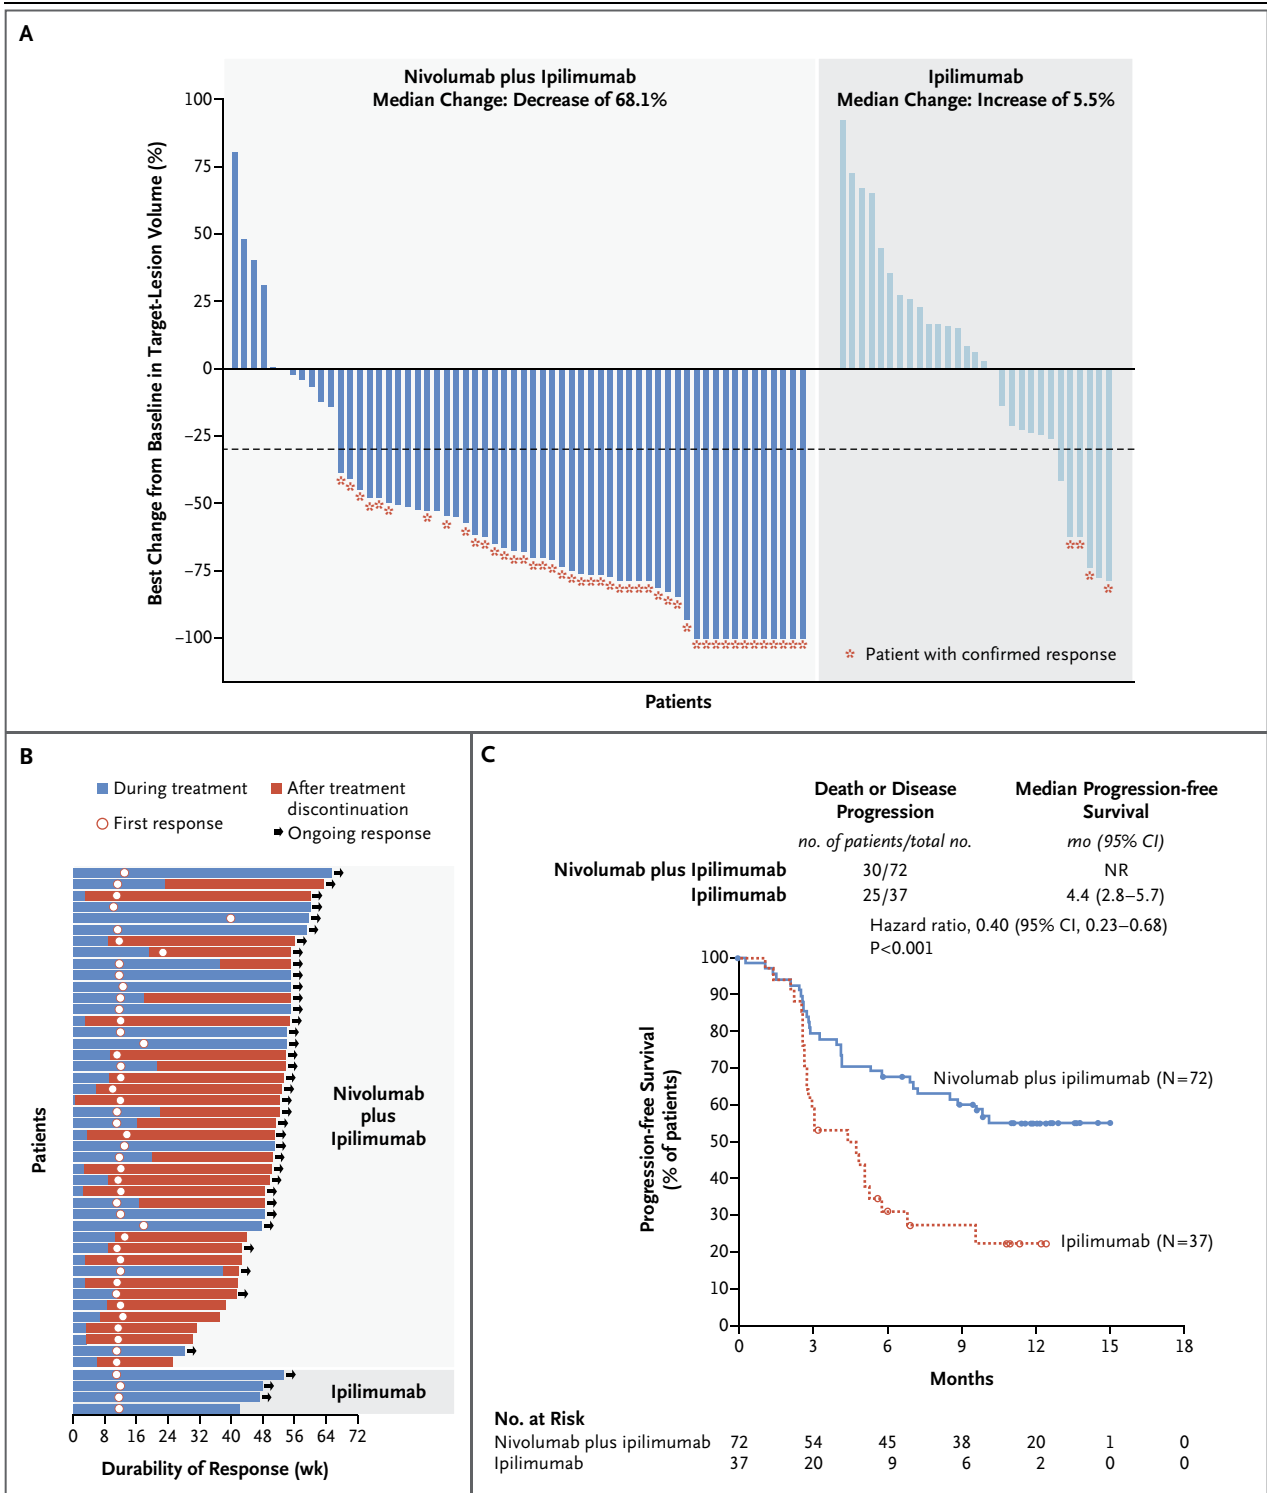 A
Nivolumab plus Ipilimumab
Median Change: Decrease of 68.1%
Ipilimumab
Median Change: Increase of 5.5%
Best Change from Baseline in Target-Lesion Volume (%)
100
75
50
25
0
–25
–50
–75
–100
Patient with confirmed response
Patients
B
During treatment
After treatment
discontinuation
First response
Ongoing response
Patients
Nivolumab
plus
Ipilimumab
Ipilimumab
0 8 16 24 32 40 48 56 64 72
Durability of Response (wk)
C
Death or Disease
Progression
Median Progression-free
Survival
no. of patients/total no.
mo (95% CI)
Nivolumab plus Ipilimumab 30/72 NR
Ipilimumab 25/37 4.4 (2.8–5.7)
Hazard ratio, 0.40 (95% CI, 0.23–0.68)
P<0.001
Progression-free Survival
(% of patients)
100
90
80
70
60
50
40
30
20
10
0
Nivolumab plus ipilimumab (N=72)
Ipilimumab (N=37)
0 3 6 9 12 15 18
Months
No. at Risk
Nivolumab plus ipilimumab 72 54 45 38 20 1 0
Ipilimumab 37 20 9 6 2 0 0